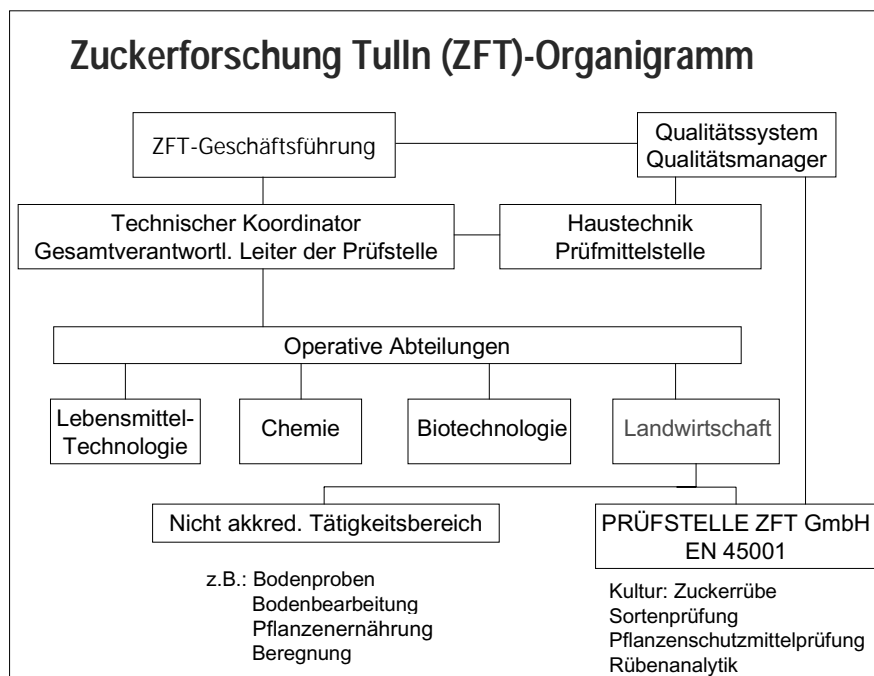 Zuckerforschung Tulln (ZFT)-Organigramm
ZFT-Geschäftsführung
Qualitätssystem
Qualitätsmanager
Technischer Koordinator
Gesamtverantwortl. Leiter der Prüfstelle
Haustechnik
Prüfmittelstelle
Operative Abteilungen
Lebensmittel-
Technologie
Chemie
Biotechnologie
Landwirtschaft
Nicht akkred. Tätigkeitsbereich
PRÜFSTELLE ZFT GmbH
EN 45001
z.B.: Bodenproben
Bodenbearbeitung
Pflanzenernährung
Beregnung
Kultur: Zuckerrübe
Sortenprüfung
Pflanzenschutzmittelprüfung
Rübenanalytik